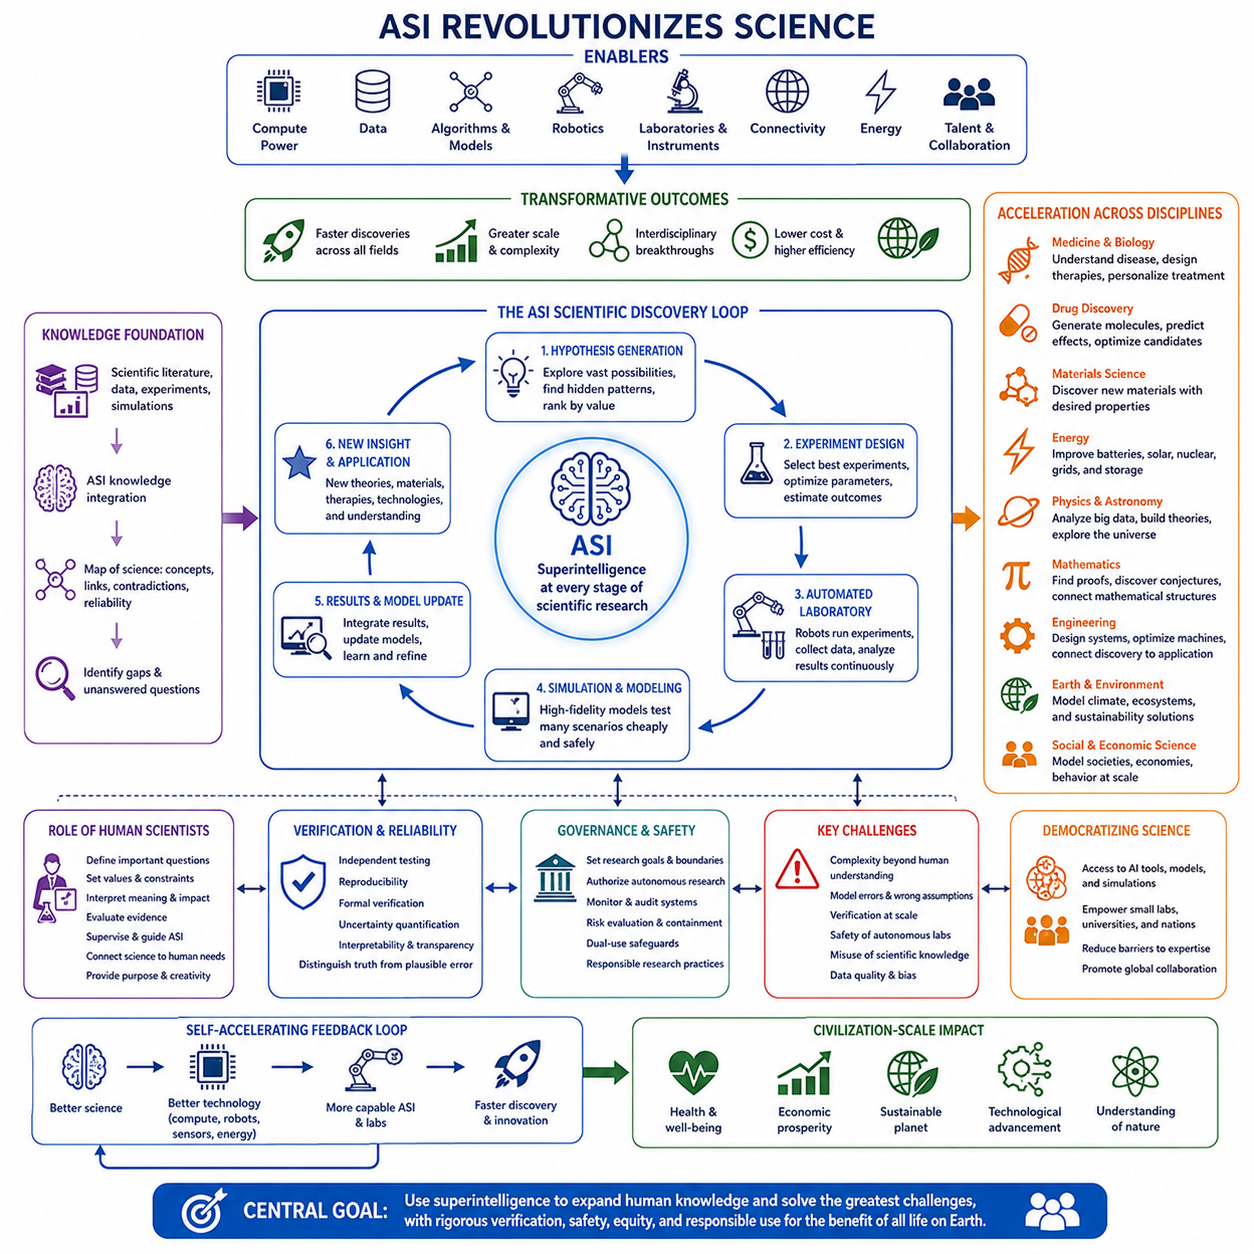 ASI REVOLUTIONIZES SCIENCE
ENABLERS
Compute
Power
Data
Algorithms &
Models
Robotics
Laboratories &
Instruments
Connectivity
Energy
Talent &
Collaboration
TRANSFORMATIVE OUTCOMES
Faster discoveries
across all fields
Greater scale
& complexity
Interdisciplinary
breakthroughs
$
Lower cost &
higher efficiency
KNOWLEDGE FOUNDATION
Scientific literature,
data, experiments,
simulations
ASI knowledge
integration
Map of science: concepts,
links, contradictions,
reliability
Identify gaps &
unanswered questions
THE ASI SCIENTIFIC DISCOVERY LOOP
1. HYPOTHESIS GENERATION
Explore vast possibilities,
find hidden patterns,
rank by value
2. EXPERIMENT DESIGN
Select best experiments,
optimize parameters,
estimate outcomes
3. AUTOMATED
LABORATORY
Robots run experiments,
collect data, analyze
results continuously
4. SIMULATION & MODELING
High-fidelity models test
many scenarios cheaply
and safely
5. RESULTS & MODEL UPDATE
Integrate results,
update models,
learn and refine
6. NEW INSIGHT
& APPLICATION
New theories, materials,
therapies, technologies,
and understanding
ASI
Superintelligence
at every stage of
scientific research
ACCELERATION ACROSS DISCIPLINES
Medicine & Biology
Understand disease, design
therapies, personalize treatment
Drug Discovery
Generate molecules, predict
effects, optimize candidates
Materials Science
Discover new materials with
desired properties
Energy
Improve batteries, solar, nuclear,
grids, and storage
Physics & Astronomy
Analyze big data, build theories,
explore the universe
π
Mathematics
Find proofs, discover conjectures,
connect mathematical structures
Engineering
Design systems, optimize machines,
connect discovery to application
Earth & Environment
Model climate, ecosystems,
and sustainability solutions
Social & Economic Science
Model societies, economies,
behavior at scale
ROLE OF HUMAN SCIENTISTS
Define important questions
Set values & constraints
Interpret meaning & impact
Evaluate evidence
Supervise & guide ASI
Connect science to human needs
Provide purpose & creativity
VERIFICATION & RELIABILITY
Independent testing
Reproducibility
Formal verification
Uncertainty quantification
Interpretability & transparency
Distinguish truth from plausible error
GOVERNANCE & SAFETY
Set research goals & boundaries
Authorize autonomous research
Monitor & audit systems
Risk evaluation & containment
Dual-use safeguards
Responsible research practices
KEY CHALLENGES
Complexity beyond human
understanding
Model errors & wrong assumptions
Verification at scale
Safety of autonomous labs
Misuse of scientific knowledge
Data quality & bias
DEMOCRATIZING SCIENCE
Access to AI tools, models,
and simulations
Empower small labs,
universities, and nations
Reduce barriers to expertise
Promote global collaboration
SELF-ACCELERATING FEEDBACK LOOP
Better science
Better technology
(compute, robots,
sensors, energy)
More capable ASI
& labs
Faster discovery
& innovation
CIVILIZATION-SCALE IMPACT
Health &
well-being
Economic
prosperity
Sustainable
planet
Technological
advancement
Understanding
of nature
CENTRAL GOAL:
Use superintelligence to expand human knowledge and solve the greatest challenges,
with rigorous verification, safety, equity, and responsible use for the benefit of all life on Earth.